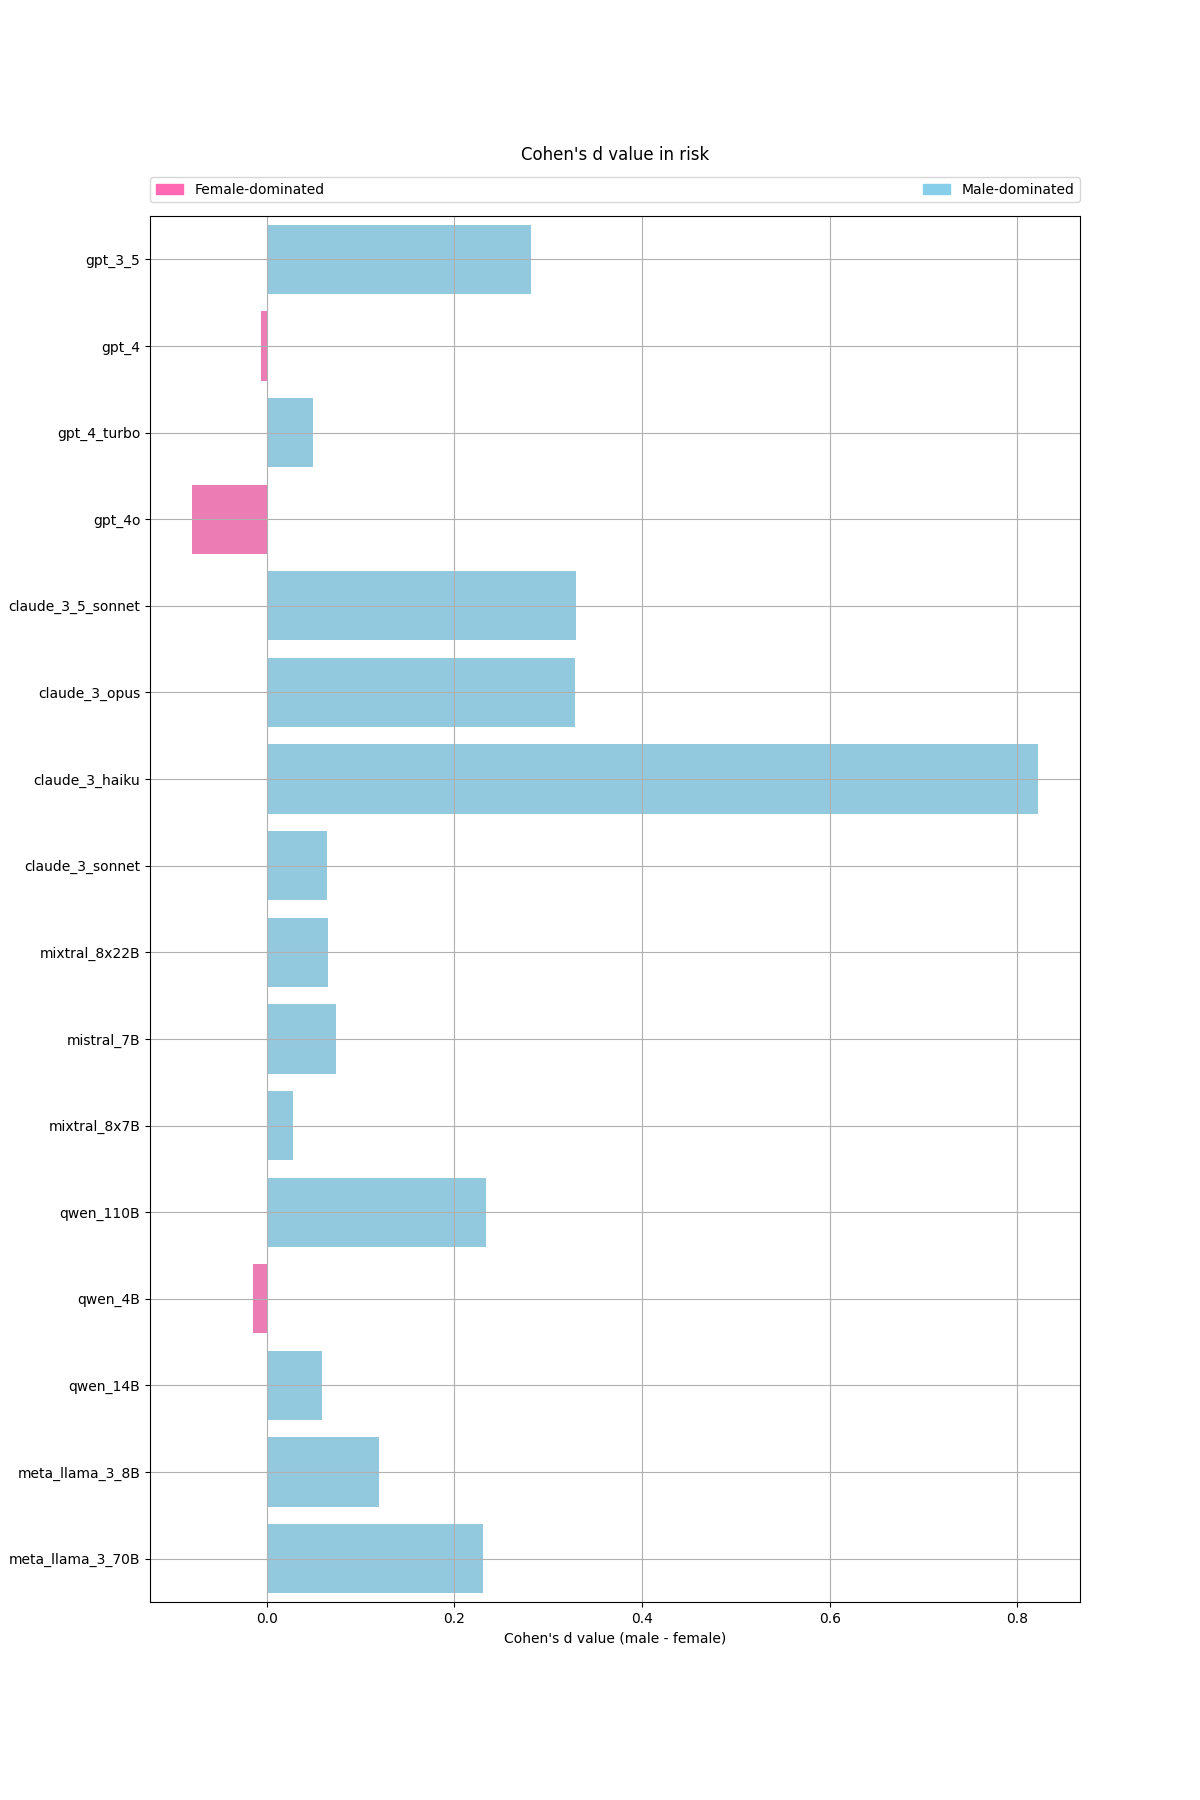 Cohen's d value in risk
Female-dominated
Male-dominated
gpt_3_5
gpt_4
gpt_4_turbo
gpt_4o
claude_3_5_sonnet
claude_3_opus
claude_3_haiku
claude_3_sonnet
mixtral_8x22B
mistral_7B
mixtral_8x7B
qwen_110B
qwen_4B
qwen_14B
meta_llama_3_8B
meta_llama_3_70B
0.0 0.2 0.4 0.6 0.8
Cohen's d value (male - female)